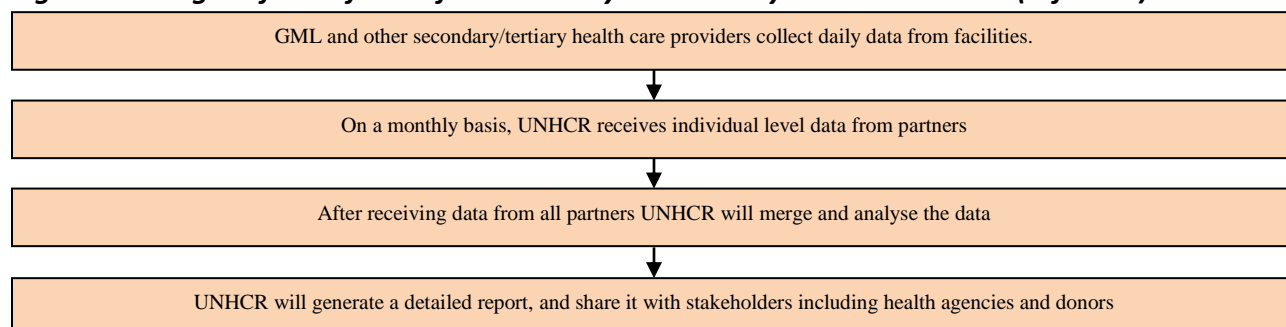 GML and other secondary/tertiary health care providers collect daily data from facilities.
On a monthly basis, UNHCR receives individual level data from partners
After receiving data from all partners UNHCR will merge and analyse the data
UNHCR will generate a detailed report, and share it with stakeholders including health agencies and donors